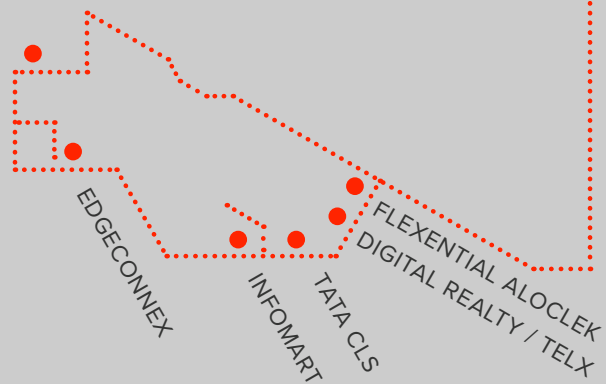 EDGECONNEX
INFOMART
TATA CLS
FLEXENTIAL ALOCLEK
DIGITAL REALTY / TELX